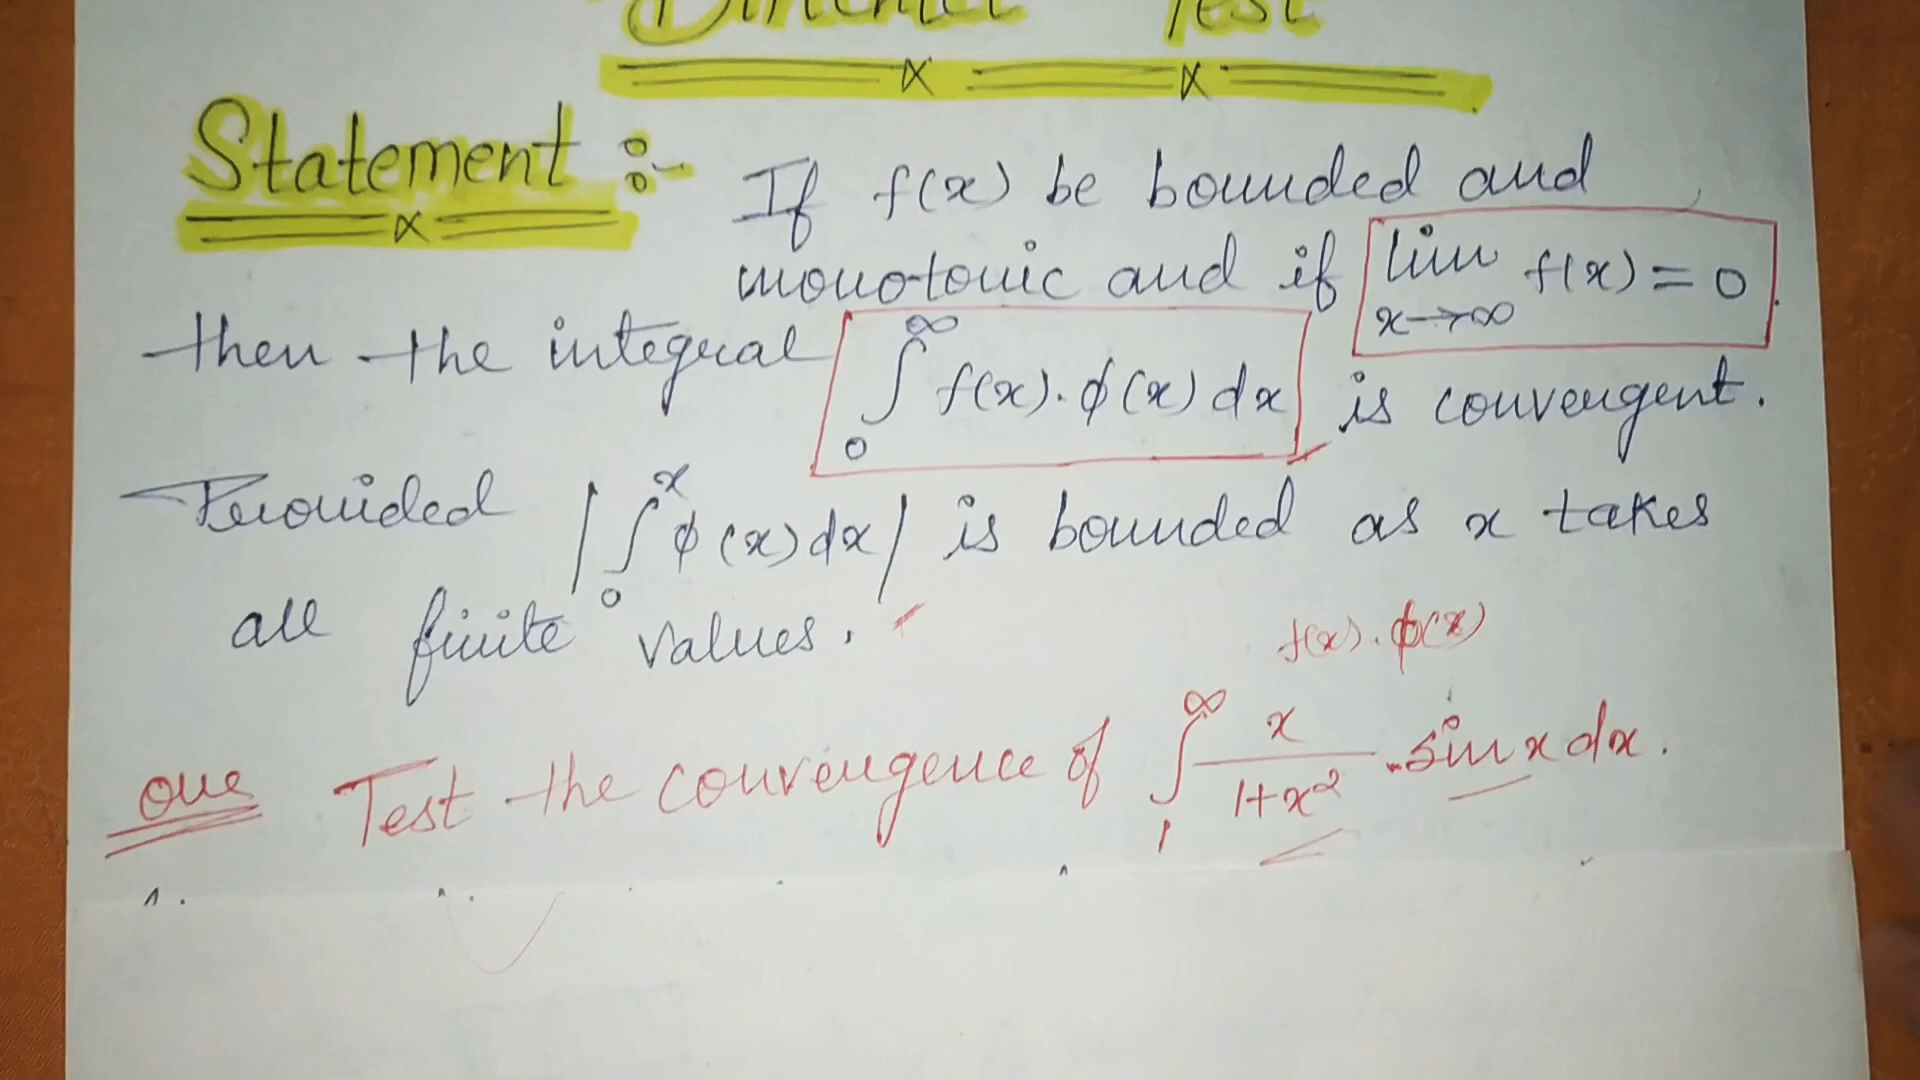 Test
Statement :- If f(x) be bounded and
monotonic and if lim x→∞ f(x) = 0.
then the integral ∫₀^∞ f(x).ϕ(x) dx is convergent.
Provided |∫₀^x ϕ(x) dx| is bounded as x takes
all finite values.
f(x).ϕ(x)
Que Test the convergence of ∫₁^∞ x/(1+x²) .sin x dx.